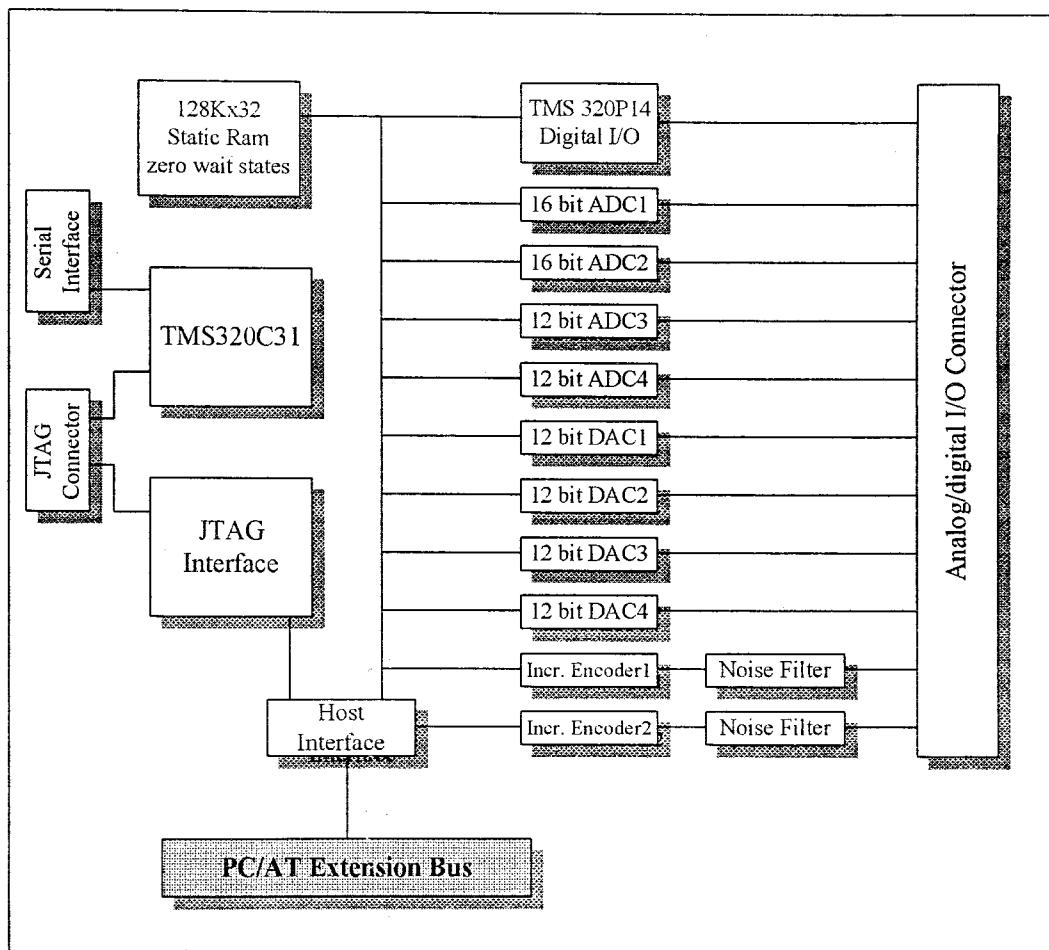 128Kx32
Static Ram
zero wait states
Serial
Interface
TMS320C31
JTAG
Connector
JTAG
Interface
Host
Interface
PC/AT Extension Bus
TMS 320P14
Digital I/O
16 bit ADC1
16 bit ADC2
12 bit ADC3
12 bit ADC4
12 bit DAC1
12 bit DAC2
12 bit DAC3
12 bit DAC4
Incr. Encoder1
Noise Filter
Incr. Encoder2
Noise Filter
Analog/digital I/O Connector